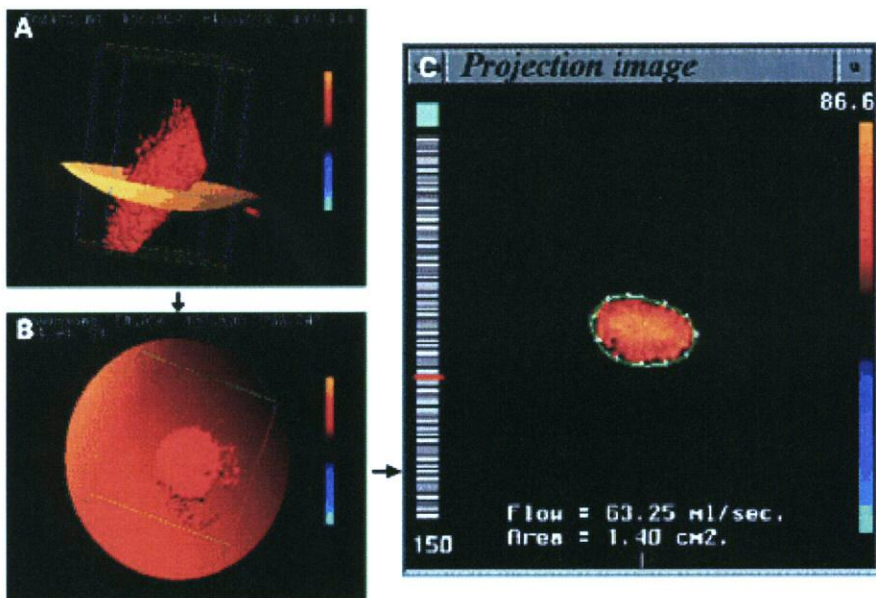 A
B
C Projection image
86.6
150
Flow = 63.25 ml/sec.
Area = 1.40 cm2.